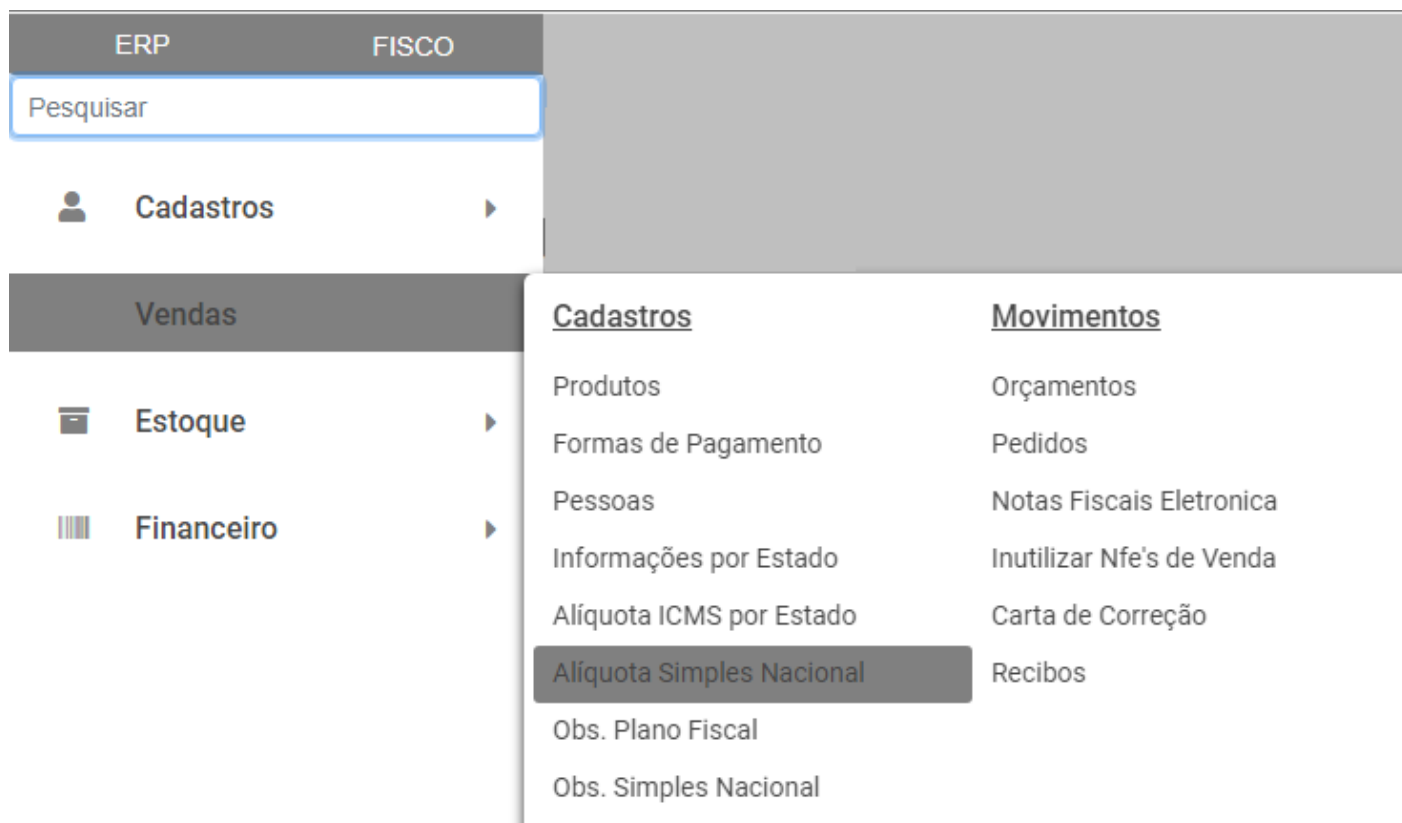 ERP FISCO
Pesquisar
Cadastros
Vendas
Estoque
Financeiro
Cadastros
Produtos
Formas de Pagamento
Pessoas
Informações por Estado
Alíquota ICMS por Estado
Alíquota Simples Nacional
Obs. Plano Fiscal
Obs. Simples Nacional
Movimentos
Orçamentos
Pedidos
Notas Fiscais Eletronica
Inutilizar Nfe's de Venda
Carta de Correção
Recibos